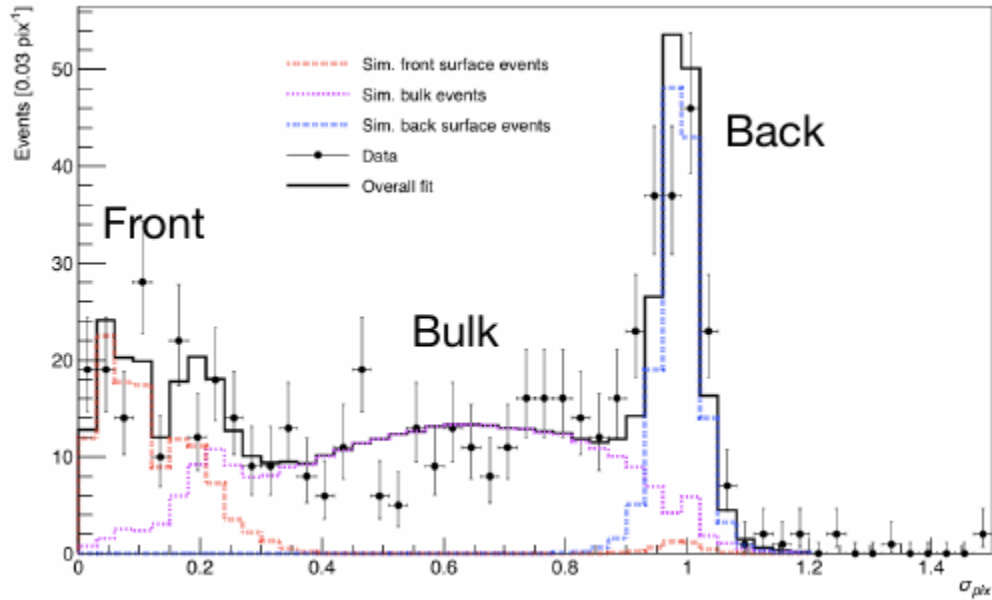 Events [0.03 pix⁻¹]
50
40
30
20
10
0
Sim. front surface events
Sim. bulk events
Sim. back surface events
Data
Overall fit
Front
Bulk
Back
0 0.2 0.4 0.6 0.8 1 1.2 1.4
σpix